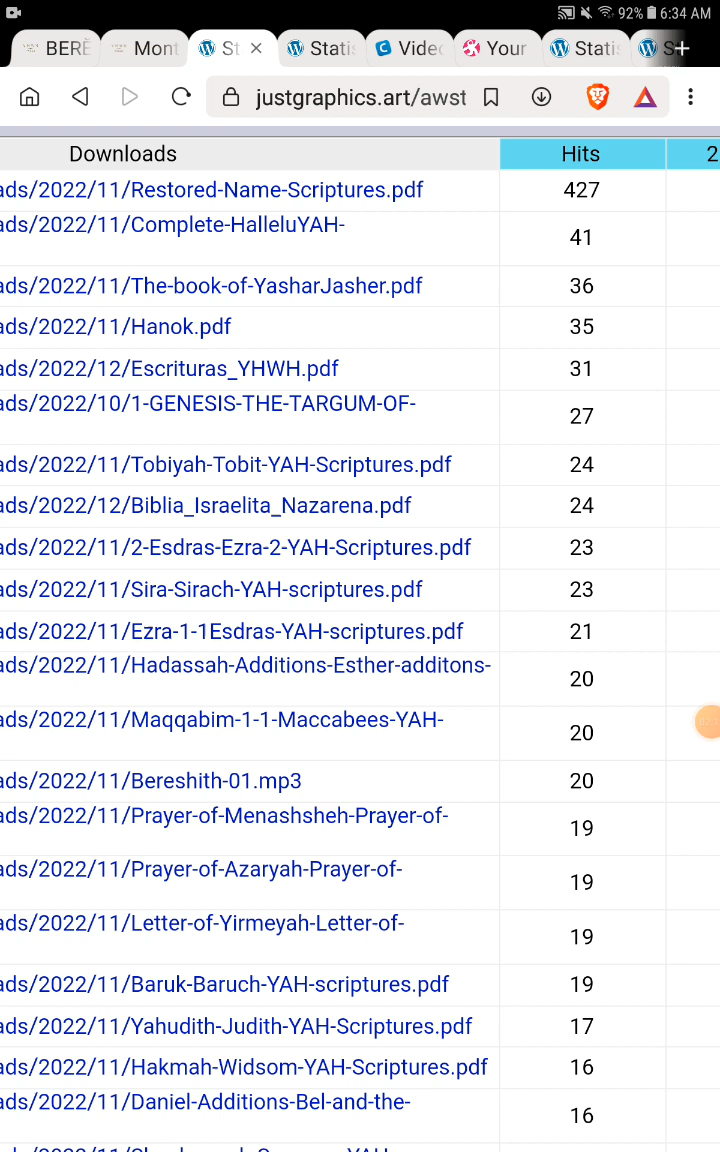 92% 6:34 AM
BERĒ
Mont
St
Statis
Videc
Your
Statis
S
justgraphics.art/awst
Downloads Hits 2
ads/2022/11/Restored-Name-Scriptures.pdf 427
ads/2022/11/Complete-HalleluYAH- 41
ads/2022/11/The-book-of-YasharJasher.pdf 36
ads/2022/11/Hanok.pdf 35
ads/2022/12/Escrituras_YHWH.pdf 31
ads/2022/10/1-GENESIS-THE-TARGUM-OF- 27
ads/2022/11/Tobiyah-Tobit-YAH-Scriptures.pdf 24
ads/2022/12/Biblia_Israelita_Nazarena.pdf 24
ads/2022/11/2-Esdras-Ezra-2-YAH-Scriptures.pdf 23
ads/2022/11/Sira-Sirach-YAH-scriptures.pdf 23
ads/2022/11/Ezra-1-1Esdras-YAH-scriptures.pdf 21
ads/2022/11/Hadassah-Additions-Esther-additons- 20
ads/2022/11/Maqqabim-1-1-Maccabees-YAH- 20
ads/2022/11/Bereshith-01.mp3 20
ads/2022/11/Prayer-of-Menashsheh-Prayer-of- 19
ads/2022/11/Prayer-of-Azaryah-Prayer-of- 19
ads/2022/11/Letter-of-Yirmeyah-Letter-of- 19
ads/2022/11/Baruk-Baruch-YAH-scriptures.pdf 19
ads/2022/11/Yahudith-Judith-YAH-Scriptures.pdf 17
ads/2022/11/Hakmah-Widsom-YAH-Scriptures.pdf 16
ads/2022/11/Daniel-Additions-Bel-and-the- 16